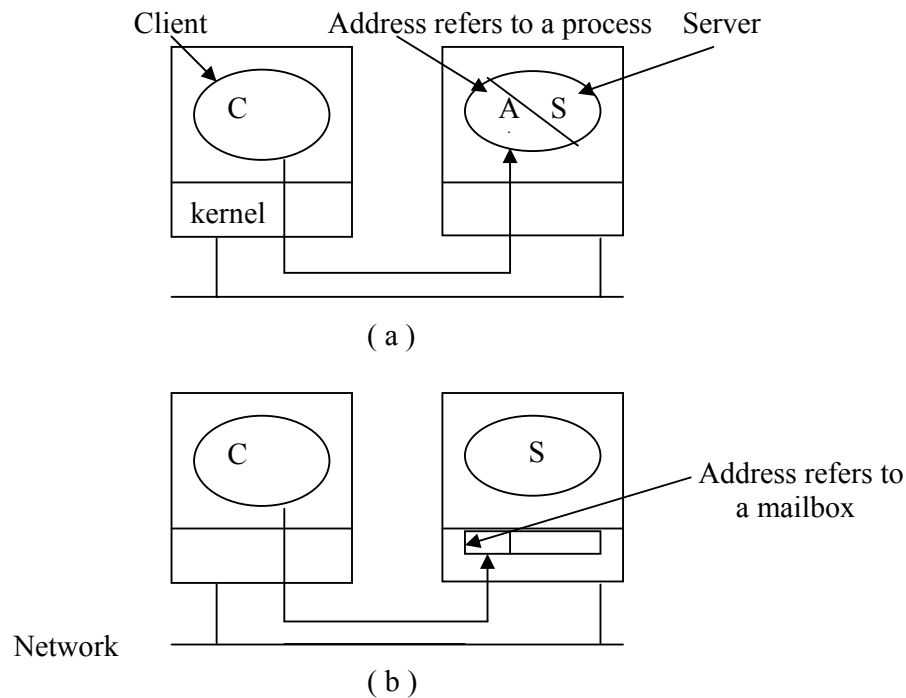 Client
Address refers to a process
Server
C
A
S
kernel
( a )
C
S
Address refers to
a mailbox
Network
( b )